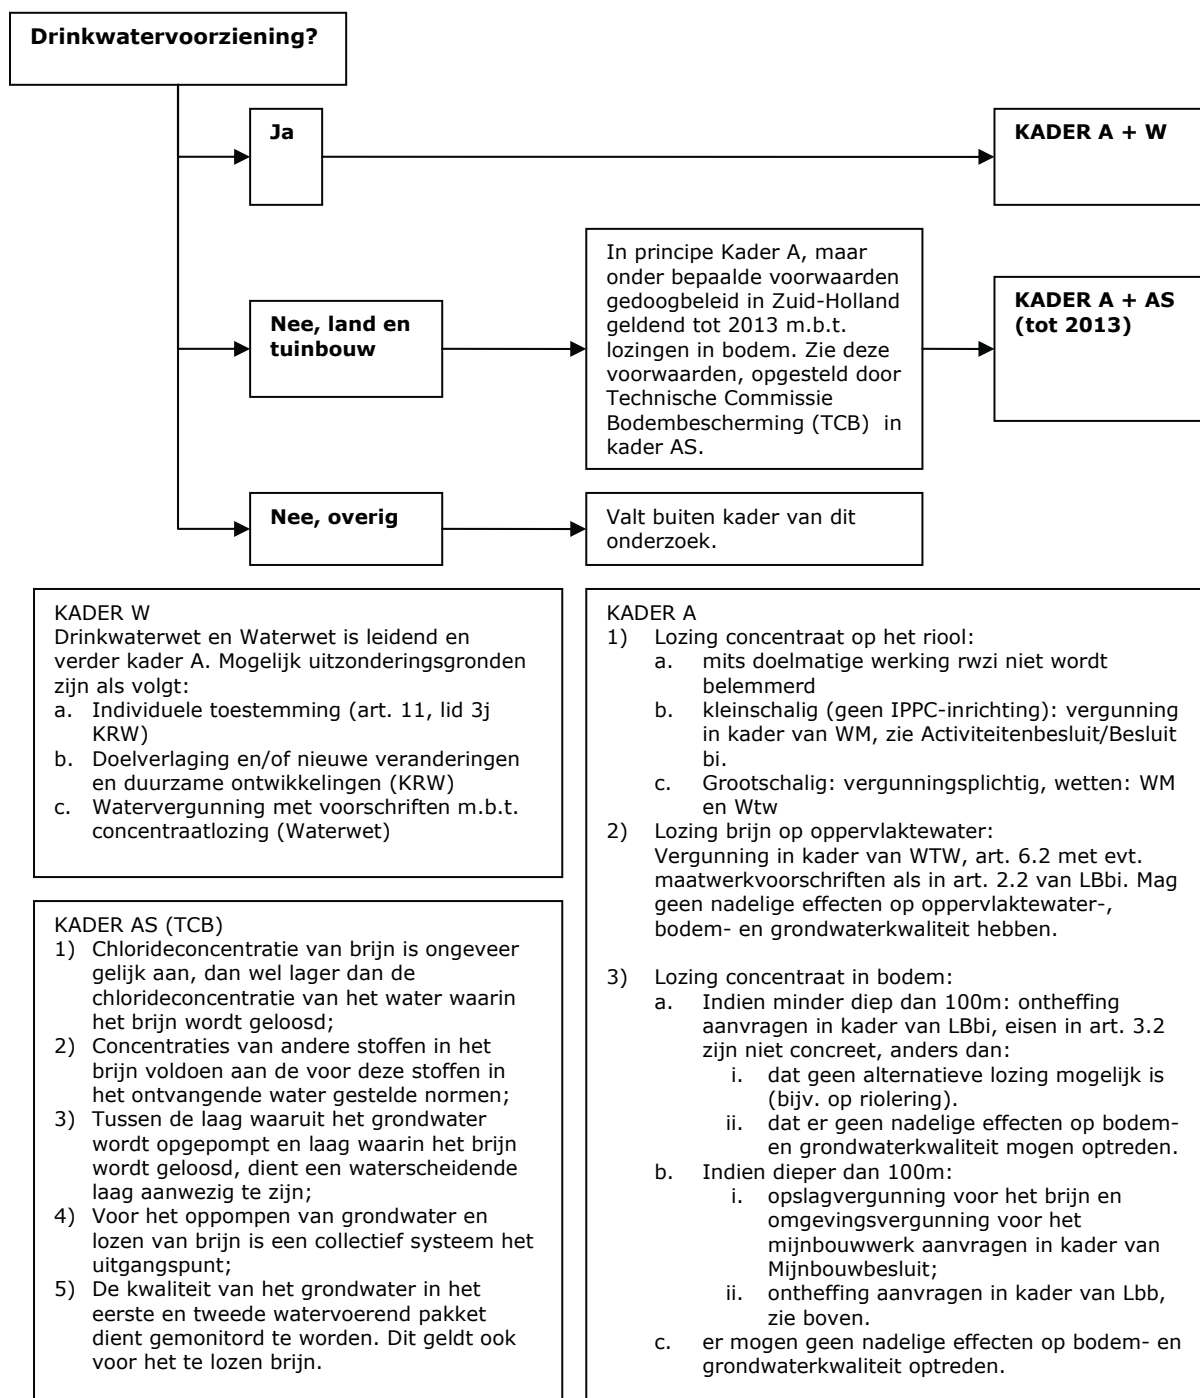 Drinkwatervoorziening?
Ja
KADER A + W
Nee, land en
tuinbouw
In principe Kader A, maar
onder bepaalde voorwaarden
gedoogbeleid in Zuid-Holland
geldend tot 2013 m.b.t.
lozingen in bodem. Zie deze
voorwaarden, opgesteld door
Technische Commissie
Bodembescherming (TCB) in
kader AS.
KADER A + AS
(tot 2013)
Nee, overig
Valt buiten kader van dit
onderzoek.
KADER W
Drinkwaterwet en Waterwet is leidend en
verder kader A. Mogelijk uitzonderingsgronden
zijn als volgt:
a. Individuele toestemming (art. 11, lid 3j
KRW)
b. Doelverlaging en/of nieuwe veranderingen
en duurzame ontwikkelingen (KRW)
c. Watervergunning met voorschriften m.b.t.
concentraatlozing (Waterwet)
KADER AS (TCB)
1) Chlorideconcentratie van brijn is ongeveer
gelijk aan, dan wel lager dan de
chlorideconcentratie van het water waarin
het brijn wordt geloosd;
2) Concentraties van andere stoffen in het
brijn voldoen aan de voor deze stoffen in
het ontvangende water gestelde normen;
3) Tussen de laag waaruit het grondwater
wordt opgepompt en laag waarin het brijn
wordt geloosd, dient een waterscheidende
laag aanwezig te zijn;
4) Voor het oppompen van grondwater en
lozen van brijn is een collectief systeem het
uitgangspunt;
5) De kwaliteit van het grondwater in het
eerste en tweede watervoerend pakket
dient gemonitord te worden. Dit geldt ook
voor het te lozen brijn.
KADER A
1) Lozing concentraat op het riool:
a. mits doelmatige werking rwzi niet wordt
belemmerd
b. kleinschalig (geen IPPC-inrichting): vergunning
in kader van WM, zie Activiteitenbesluit/Besluit
bi.
c. Grootschalig: vergunningsplichtig, wetten: WM
en Wtw
2) Lozing brijn op oppervlaktewater:
Vergunning in kader van WTW, art. 6.2 met evt.
maatwerkvoorschriften als in art. 2.2 van LBbi. Mag
geen nadelige effecten op oppervlaktewater-,
bodem- en grondwaterkwaliteit hebben.
3) Lozing concentraat in bodem:
a. Indien minder diep dan 100m: ontheffing
aanvragen in kader van LBbi, eisen in art. 3.2
zijn niet concreet, anders dan:
i. dat geen alternatieve lozing mogelijk is
(bijv. op riolering).
ii. dat er geen nadelige effecten op bodem-
en grondwaterkwaliteit mogen optreden.
b. Indien dieper dan 100m:
i. opslagvergunning voor het brijn en
omgevingsvergunning voor het
mijnbouwwerk aanvragen in kader van
Mijnbouwbesluit;
ii. ontheffing aanvragen in kader van Lbb,
zie boven.
c. er mogen geen nadelige effecten op bodem- en
grondwaterkwaliteit optreden.